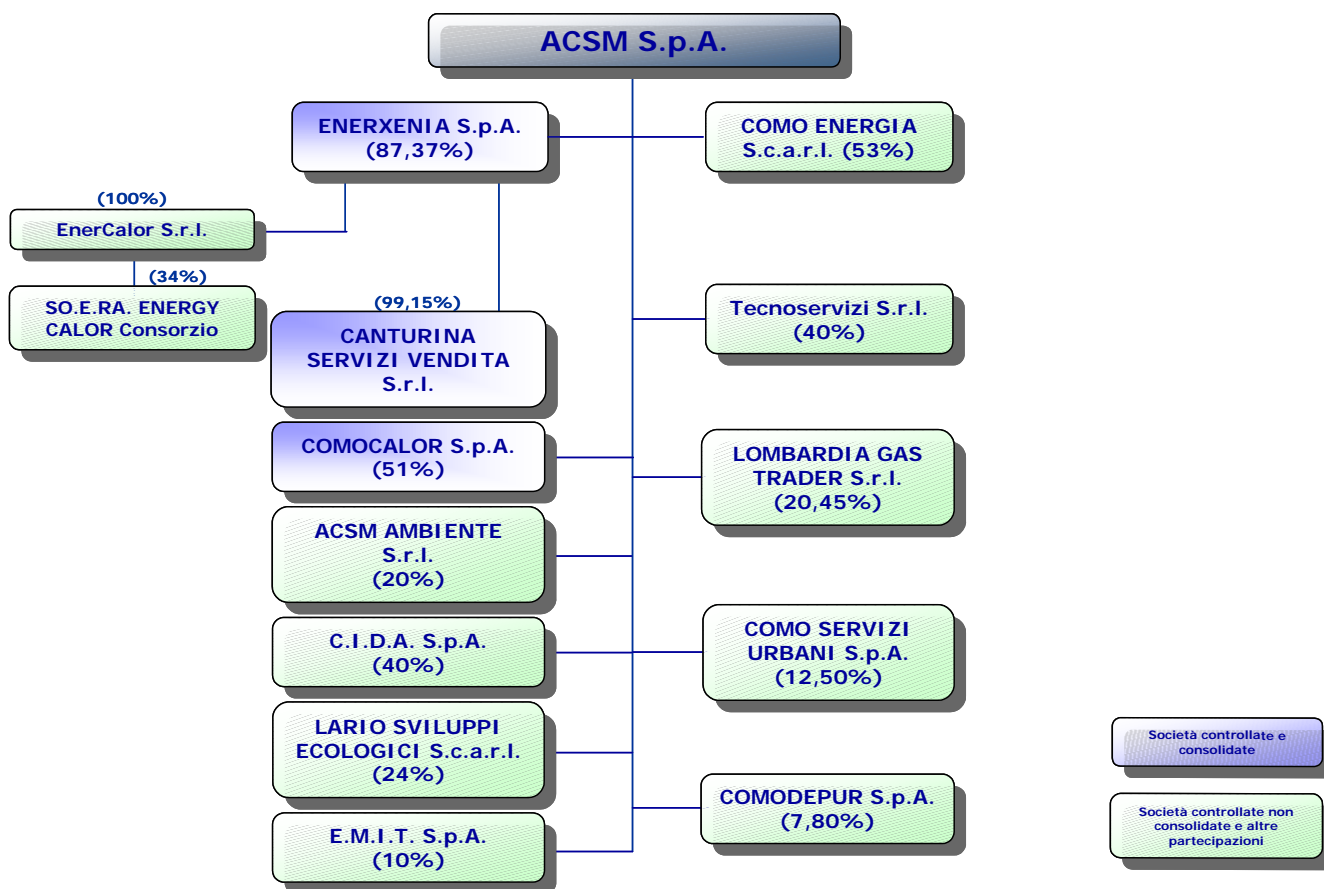 ACSM S.p.A.
ENERXENIA S.p.A.
(87,37%)
COMO ENERGIA
S.c.a.r.l. (53%)
(100%)
EnerCalor S.r.l.
(34%)
SO.E.RA. ENERGY
CALOR Consorzio
(99,15%)
CANTURINA
SERVIZI VENDITA
S.r.l.
Tecnoservizi S.r.l.
(40%)
COMOCALOR S.p.A.
(51%)
LOMBARDIA GAS
TRADER S.r.l.
(20,45%)
ACSM AMBIENTE
S.r.l.
(20%)
C.I.D.A. S.p.A.
(40%)
COMO SERVIZI
URBANI S.p.A.
(12,50%)
LARIO SVILUPPI
ECOLOGICI S.c.a.r.l.
(24%)
COMODEPUR S.p.A.
(7,80%)
E.M.I.T. S.p.A.
(10%)
Società controllate e
consolidate
Società controllate non
consolidate e altre
partecipazioni